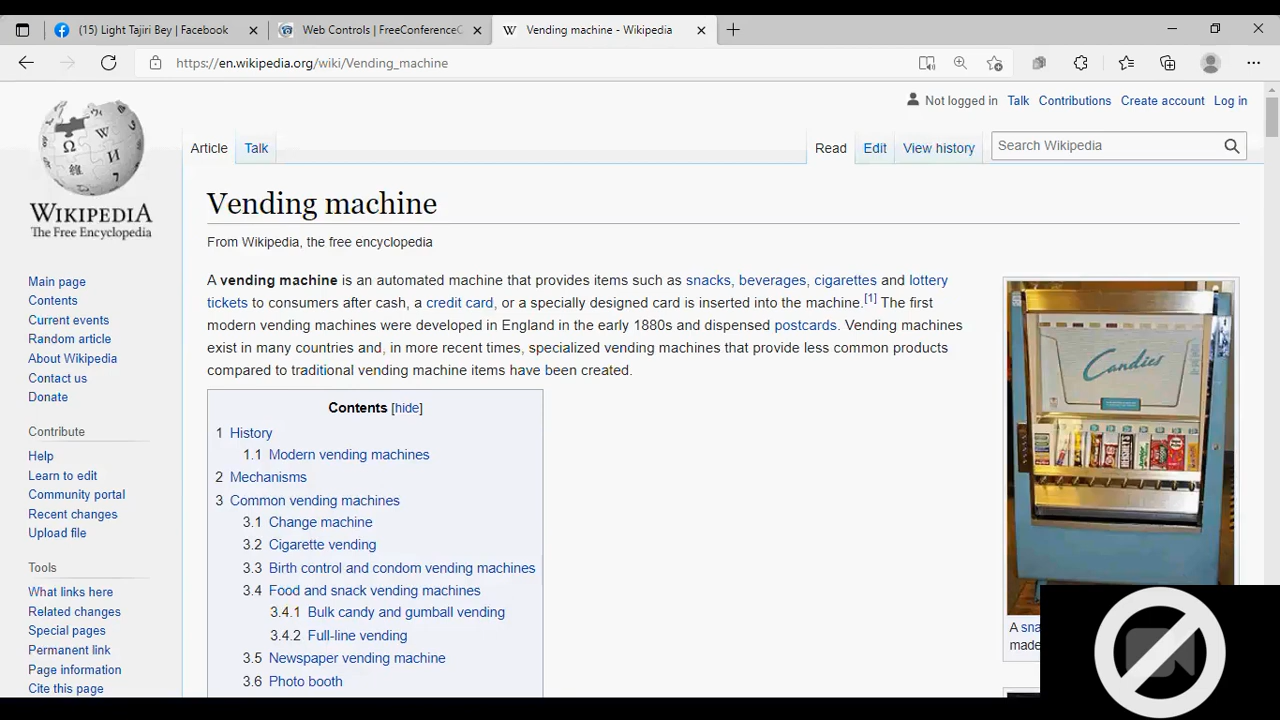 (15) Light Tajiri Bey | Facebook
Web Controls | FreeConferenceC
Vending machine - Wikipedia
https://en.wikipedia.org/wiki/Vending_machine
Not logged in Talk Contributions Create account Log in
Article Talk Read Edit View history Search Wikipedia
WIKIPEDIA
The Free Encyclopedia
Main page
Contents
Current events
Random article
About Wikipedia
Contact us
Donate
Contribute
Help
Learn to edit
Community portal
Recent changes
Upload file
Tools
What links here
Related changes
Special pages
Permanent link
Page information
Cite this page
Vending machine
From Wikipedia, the free encyclopedia
A vending machine is an automated machine that provides items such as snacks, beverages, cigarettes and lottery
tickets to consumers after cash, a credit card, or a specially designed card is inserted into the machine.[1] The first
modern vending machines were developed in England in the early 1880s and dispensed postcards. Vending machines
exist in many countries and, in more recent times, specialized vending machines that provide less common products
compared to traditional vending machine items have been created.
Contents [hide]
1 History
1.1 Modern vending machines
2 Mechanisms
3 Common vending machines
3.1 Change machine
3.2 Cigarette vending
3.3 Birth control and condom vending machines
3.4 Food and snack vending machines
3.4.1 Bulk candy and gumball vending
3.4.2 Full-line vending
3.5 Newspaper vending machine
3.6 Photo booth
Candies
A sna
made